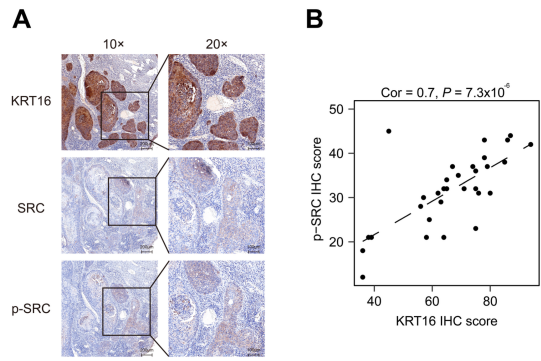 A
10×
20×
KRT16
SRC
p-SRC
B
Cor = 0.7, P = 7.3x10-6
p−SRC IHC score
50
40
30
20
40
60
80
KRT16 IHC score